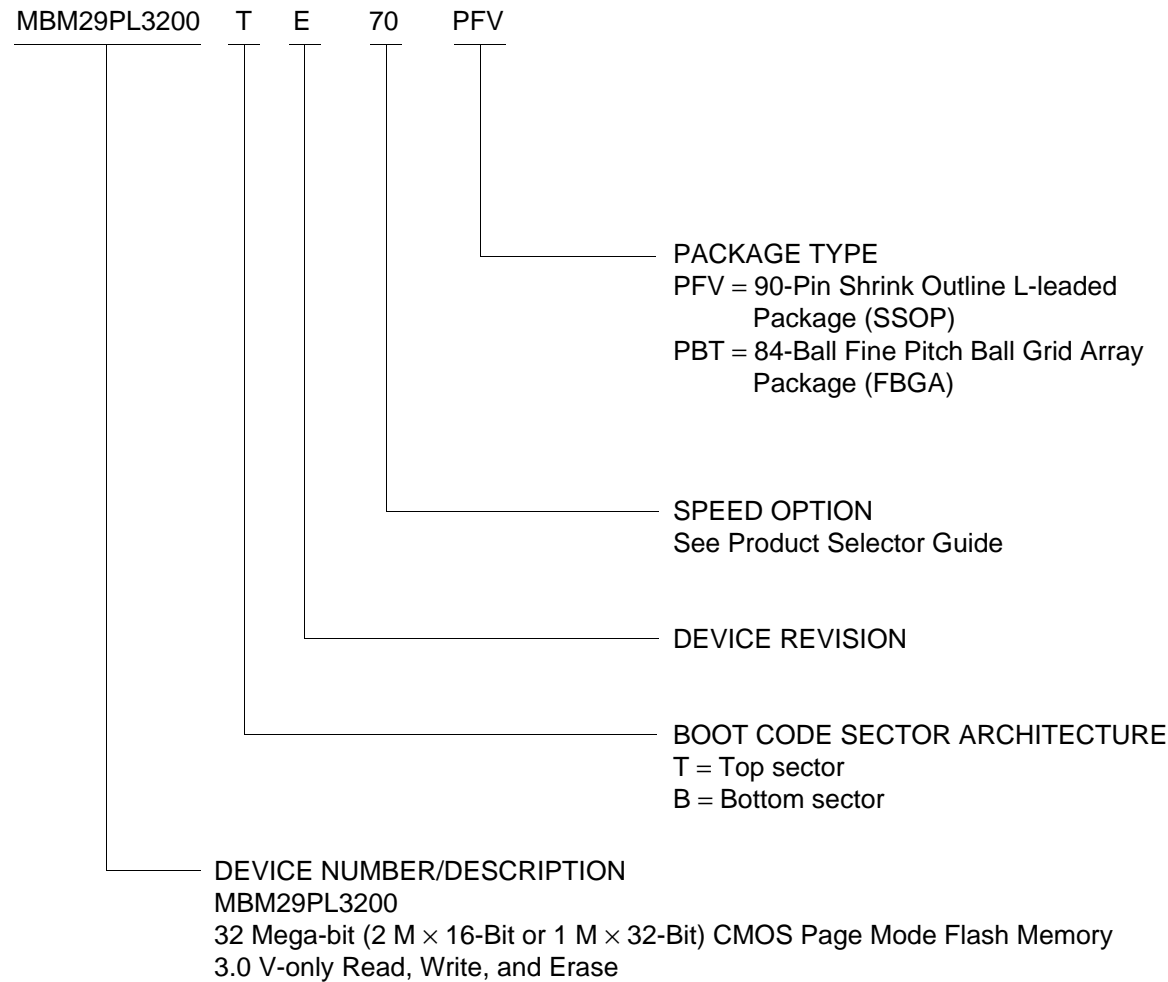 MBM29PL3200 T E 70 PFV
PACKAGE TYPE
PFV = 90-Pin Shrink Outline L-leaded
Package (SSOP)
PBT = 84-Ball Fine Pitch Ball Grid Array
Package (FBGA)
SPEED OPTION
See Product Selector Guide
DEVICE REVISION
BOOT CODE SECTOR ARCHITECTURE
T = Top sector
B = Bottom sector
DEVICE NUMBER/DESCRIPTION
MBM29PL3200
32 Mega-bit (2 M × 16-Bit or 1 M × 32-Bit) CMOS Page Mode Flash Memory
3.0 V-only Read, Write, and Erase